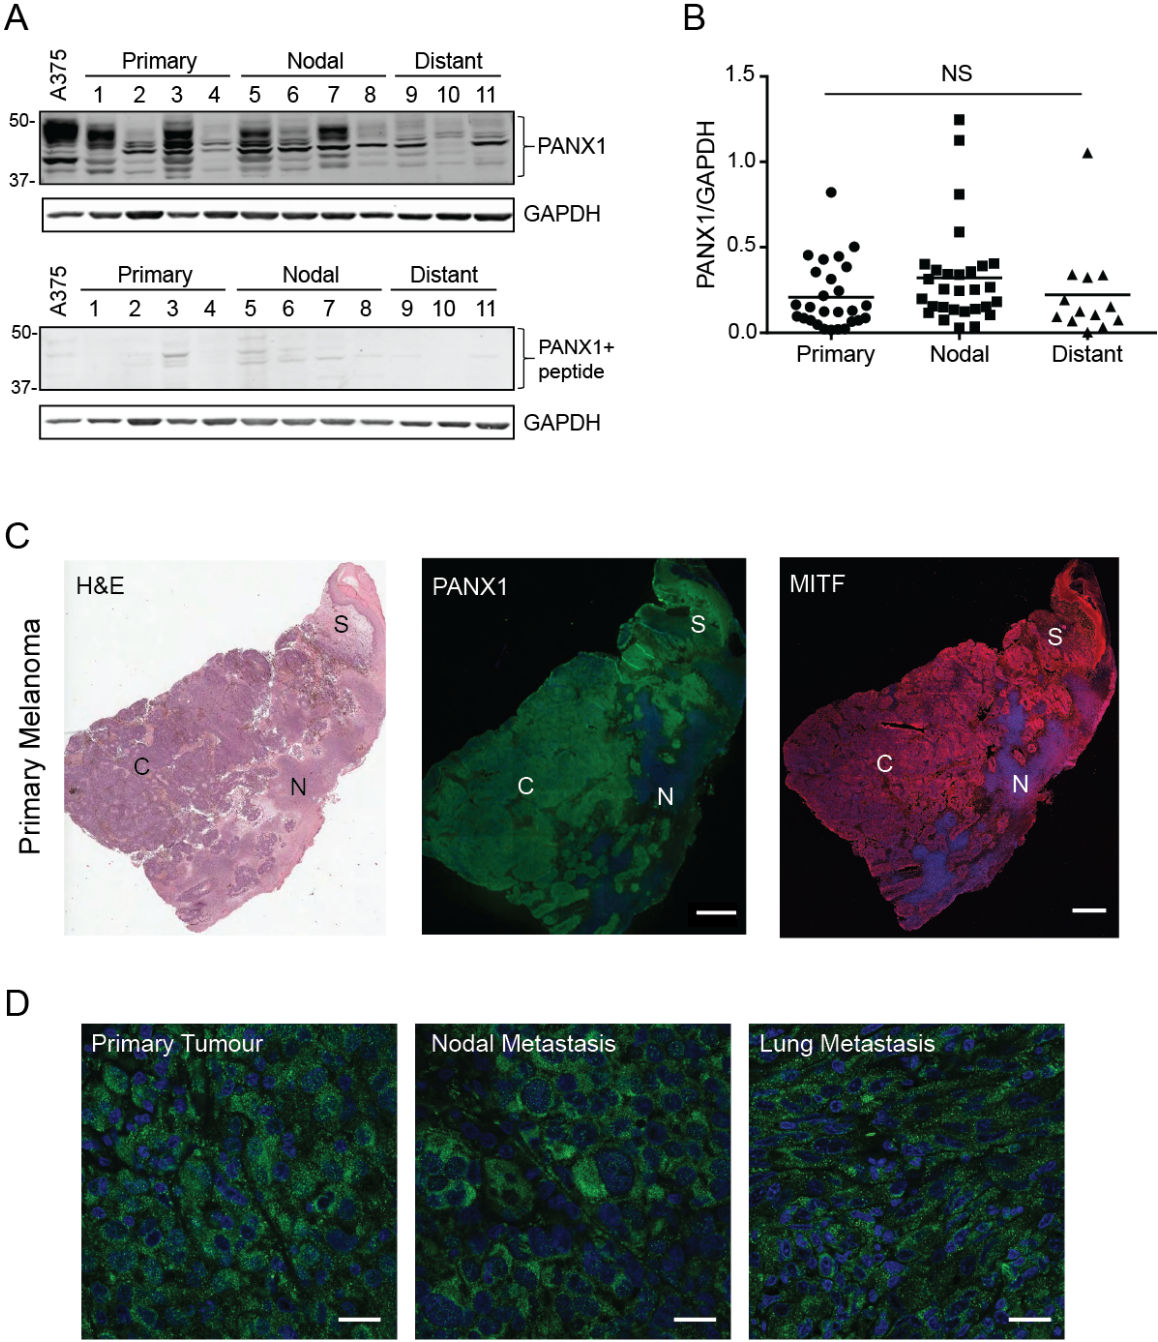 A
A375
Primary
Nodal
Distant
1 2 3 4 5 6 7 8 9 10 11
50-
37-
PANX1
GAPDH
A375
Primary
Nodal
Distant
1 2 3 4 5 6 7 8 9 10 11
50-
37-
PANX1+
peptide
GAPDH
B
NS
PANX1/GAPDH
1.5
1.0
0.5
0.0
Primary
Nodal
Distant
C
Primary Melanoma
H&E
S
C
N
PANX1
S
C
N
MITF
S
C
N
D
Primary Tumour
Nodal Metastasis
Lung Metastasis